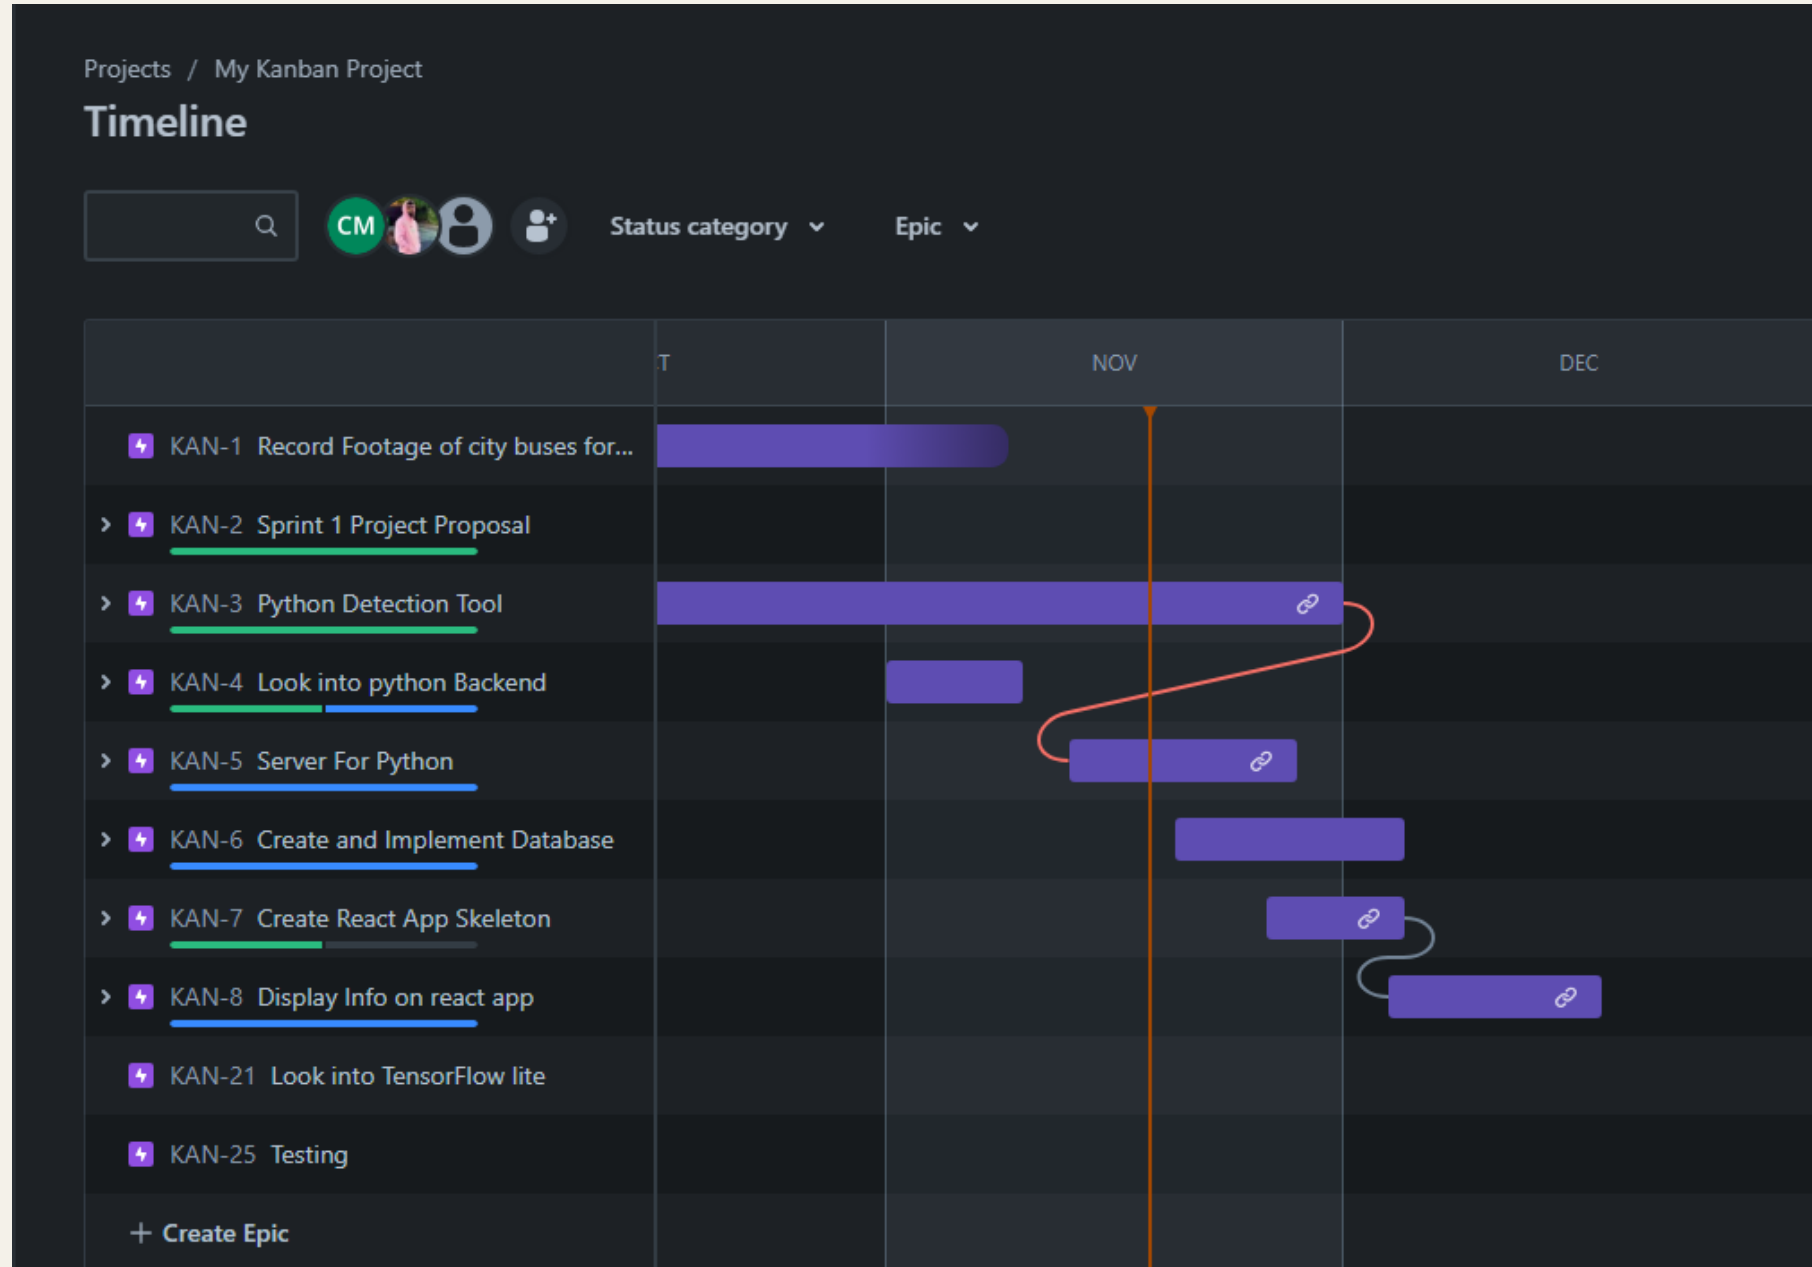 Projects / My Kanban Project
Timeline
CM
Status category
Epic
NOV
DEC
KAN-1 Record Footage of city buses for...
KAN-2 Sprint 1 Project Proposal
KAN-3 Python Detection Tool
KAN-4 Look into python Backend
KAN-5 Server For Python
KAN-6 Create and Implement Database
KAN-7 Create React App Skeleton
KAN-8 Display Info on react app
KAN-21 Look into TensorFlow lite
KAN-25 Testing
+ Create Epic